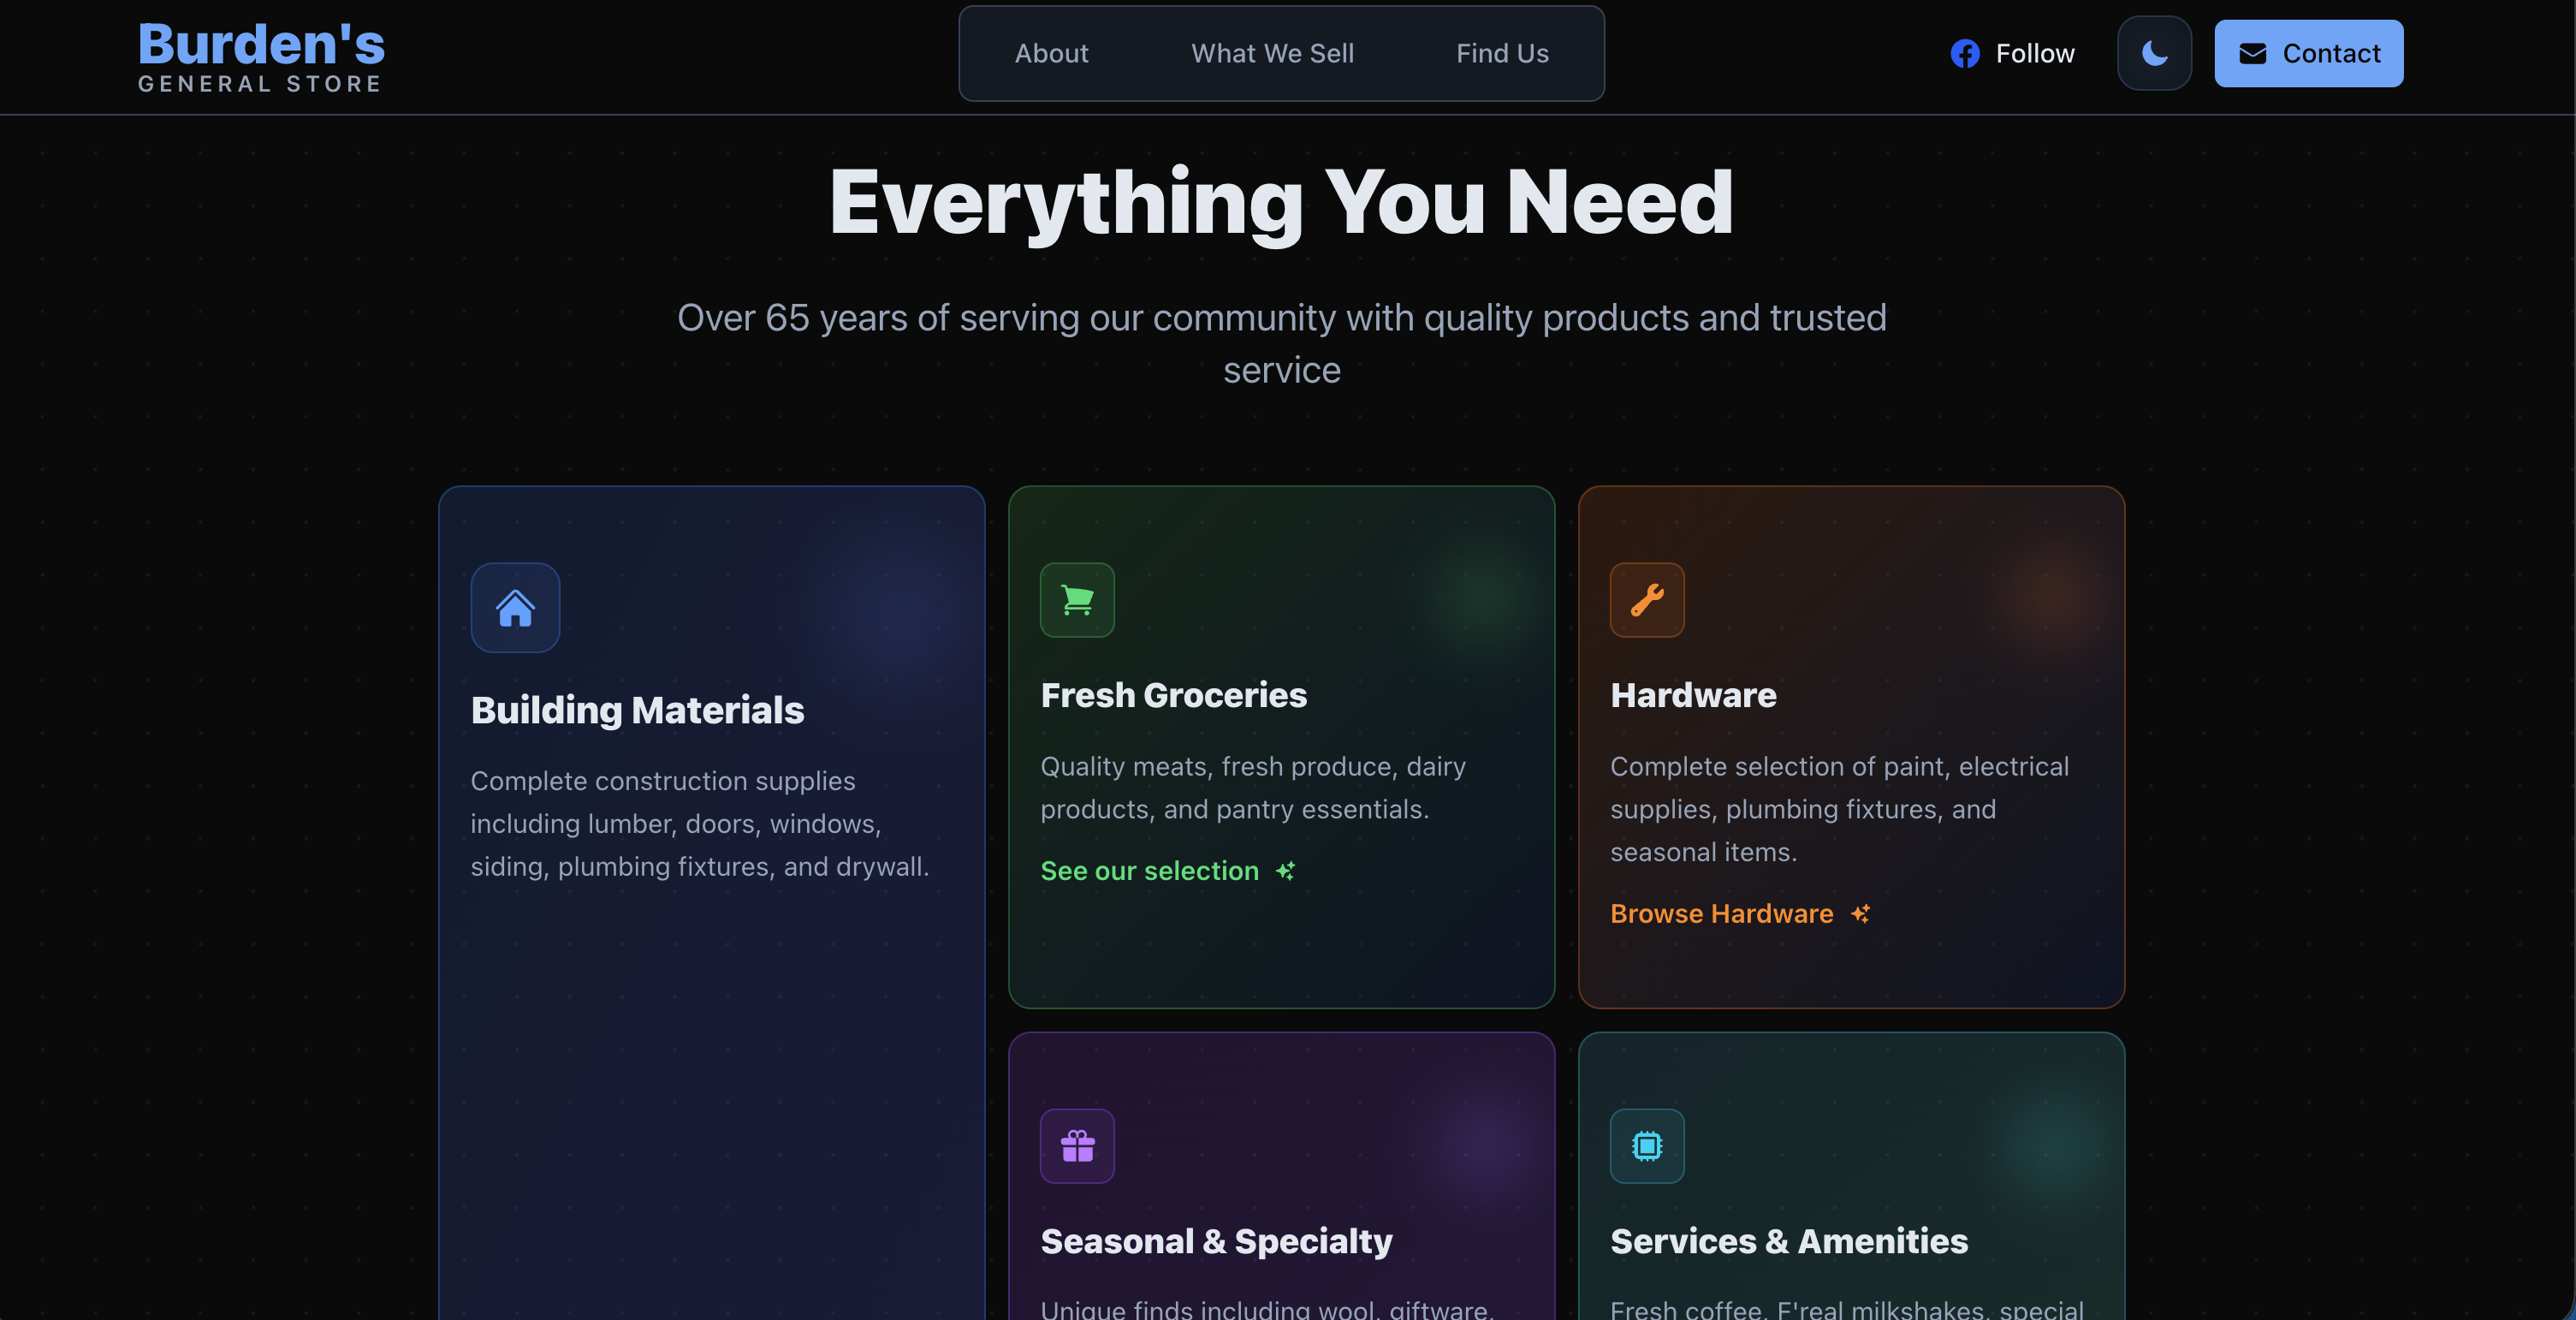 Burden's
GENERAL STORE
About
What We Sell
Find Us
Follow
Contact
Everything You Need
Over 65 years of serving our community with quality products and trusted
service
Building Materials
Complete construction supplies
including lumber, doors, windows,
siding, plumbing fixtures, and drywall.
Fresh Groceries
Quality meats, fresh produce, dairy
products, and pantry essentials.
See our selection
Hardware
Complete selection of paint, electrical
supplies, plumbing fixtures, and
seasonal items.
Browse Hardware
Seasonal & Specialty
Unique finds including wool, giftware,
Services & Amenities
Fresh coffee, F'real milkshakes, special